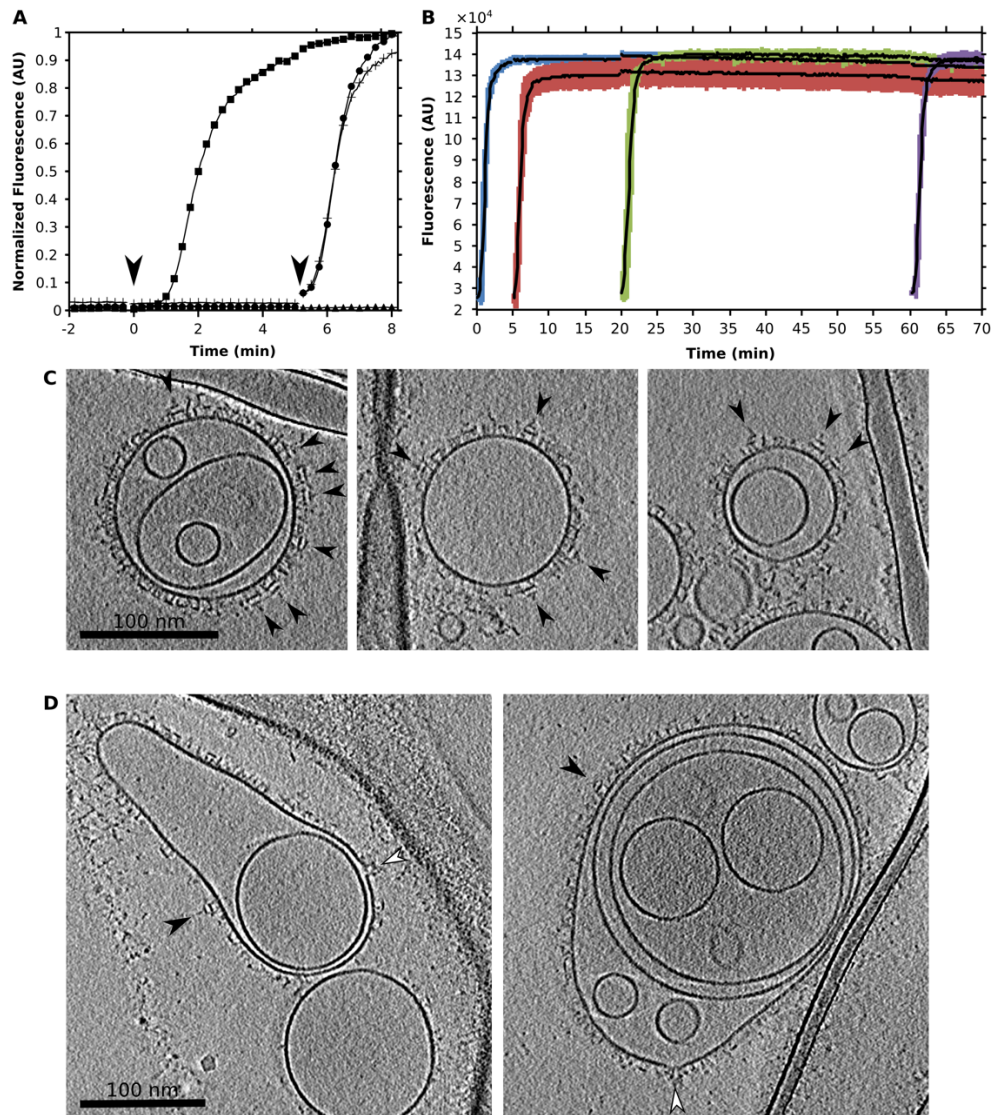 A
Normalized Fluorescence (AU)
1
0.9
0.8
0.7
0.6
0.5
0.4
0.3
0.2
0.1
0
-2 0 2 4 6 8
Time (min)
B
×10⁴
Fluorescence (AU)
14
13
12
11
10
9
8
7
6
5
4
3
2
0 5 10 15 20 25 30 35 40 45 50 55 60 65 70
Time (min)
C
100 nm
D
100 nm